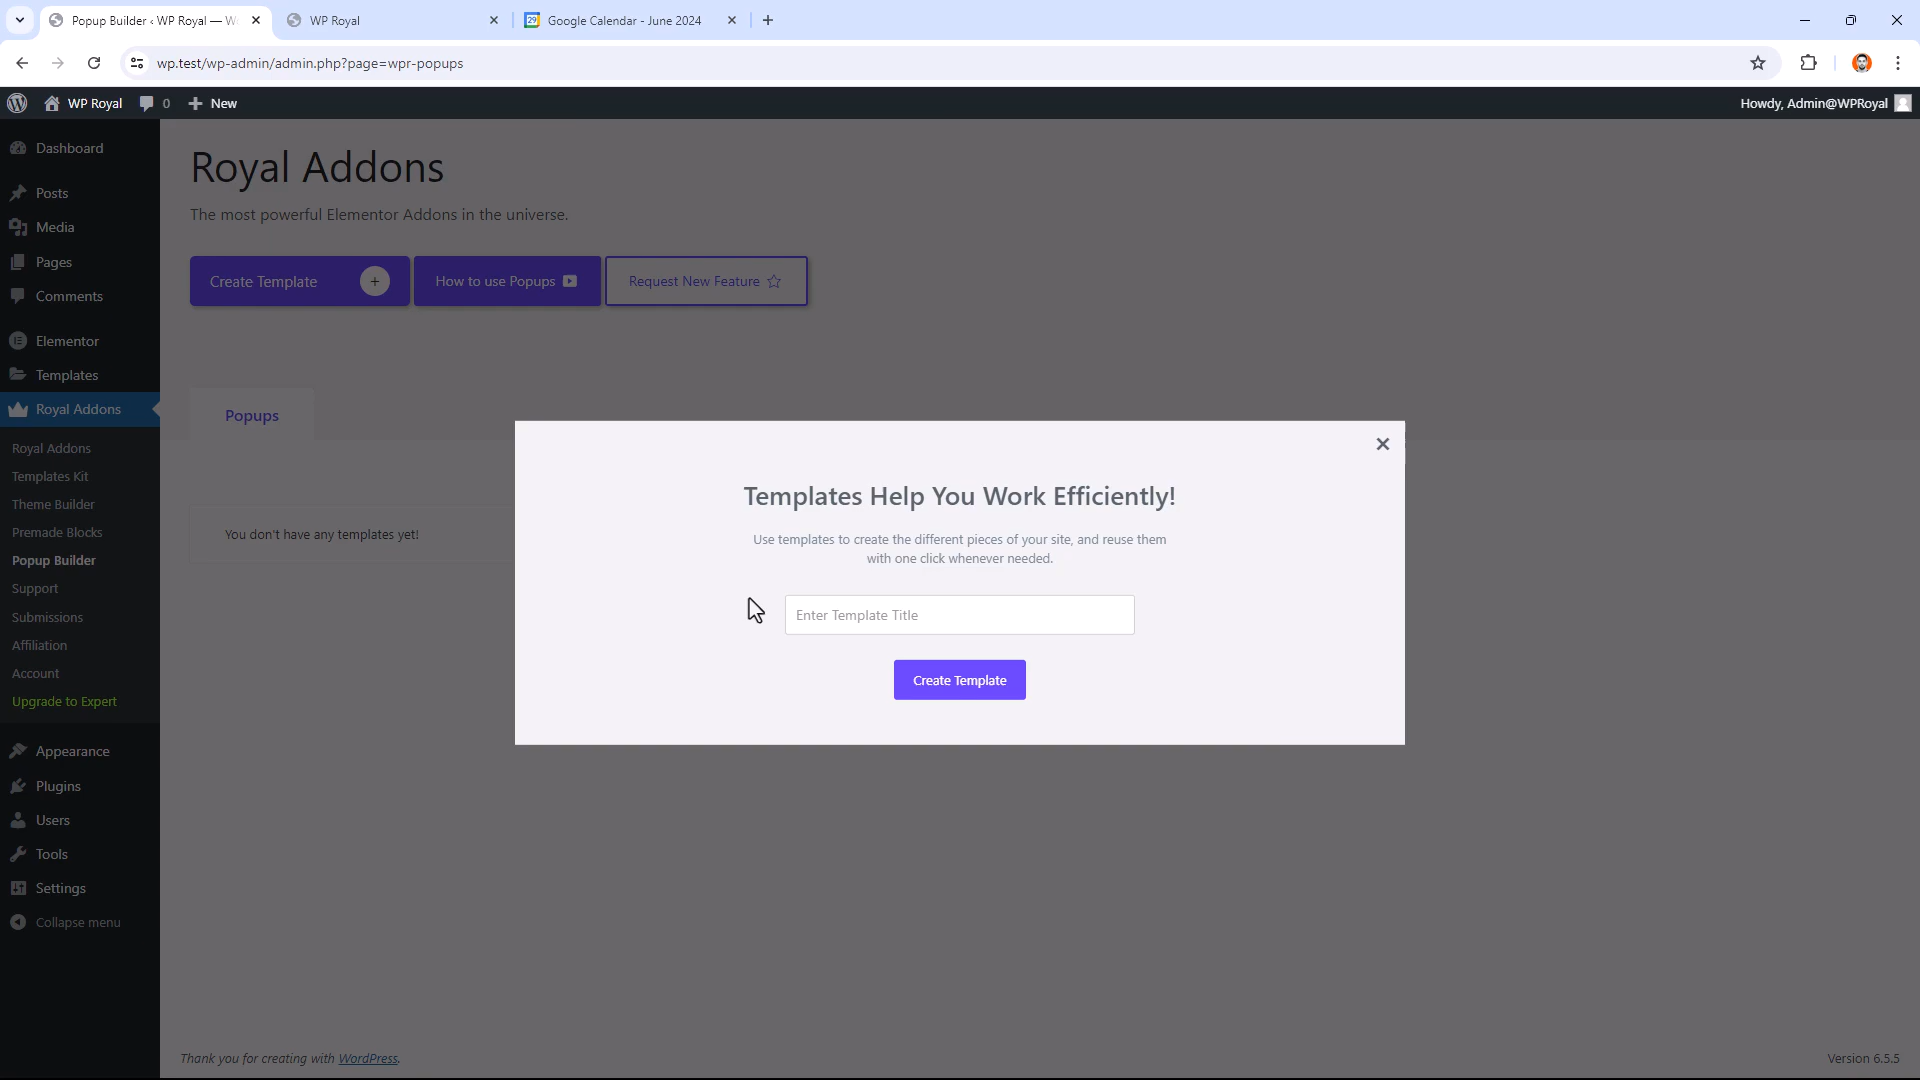 Popup Builder ‹ WP Royal — W
WP Royal
Google Calendar - June 2024
wp.test/wp-admin/admin.php?page=wpr-popups
WP Royal
0
New
Howdy, Admin@WPRoyal
Dashboard
Posts
Media
Pages
Comments
Elementor
Templates
Royal Addons
Royal Addons
Templates Kit
Theme Builder
Premade Blocks
Popup Builder
Support
Submissions
Affiliation
Account
Upgrade to Expert
Appearance
Plugins
Users
Tools
Settings
Collapse menu
Royal Addons
The most powerful Elementor Addons in the universe.
Create Template +
How to use Popups
Request New Feature
Popups
You don't have any templates yet!
Templates Help You Work Efficiently!
Use templates to create the different pieces of your site, and reuse them
with one click whenever needed.
Enter Template Title
Create Template
Thank you for creating with WordPress.
Version 6.5.5